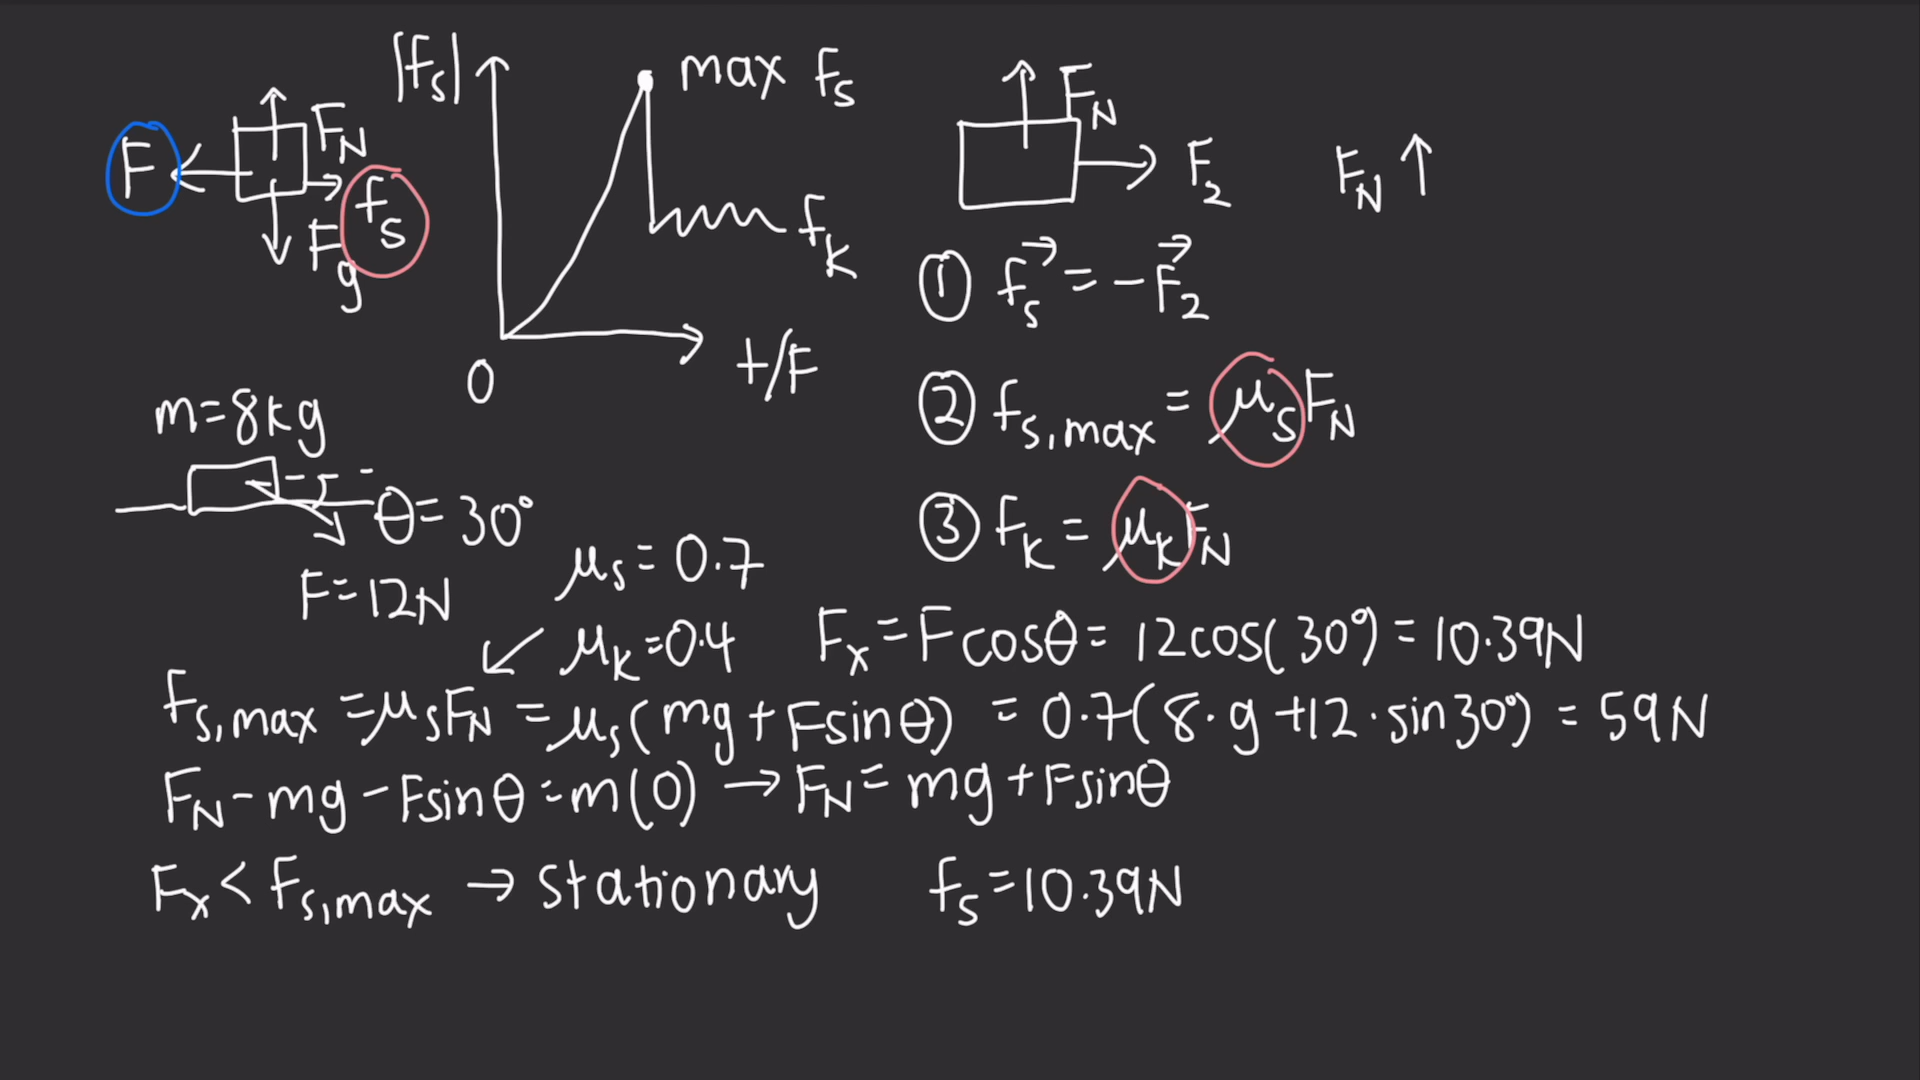 |fs|
max fs
fk
0
t/F
F
FN
fs
Fg
FN
F2
FN ↑
① f⃗s = -F⃗2
② fs,max = μsFN
③ fk = μkFN
m=8kg
θ=30°
F=12N
μs = 0.7
μk=0.4
Fx = Fcosθ = 12cos(30°) = 10.39N
fs,max = μsFN = μs(mg+Fsinθ) = 0.7(8·g+12·sin30°) = 59N
FN-mg-Fsinθ=m(0) → FN = mg+Fsinθ
Fx < fs,max → stationary
fs=10.39N